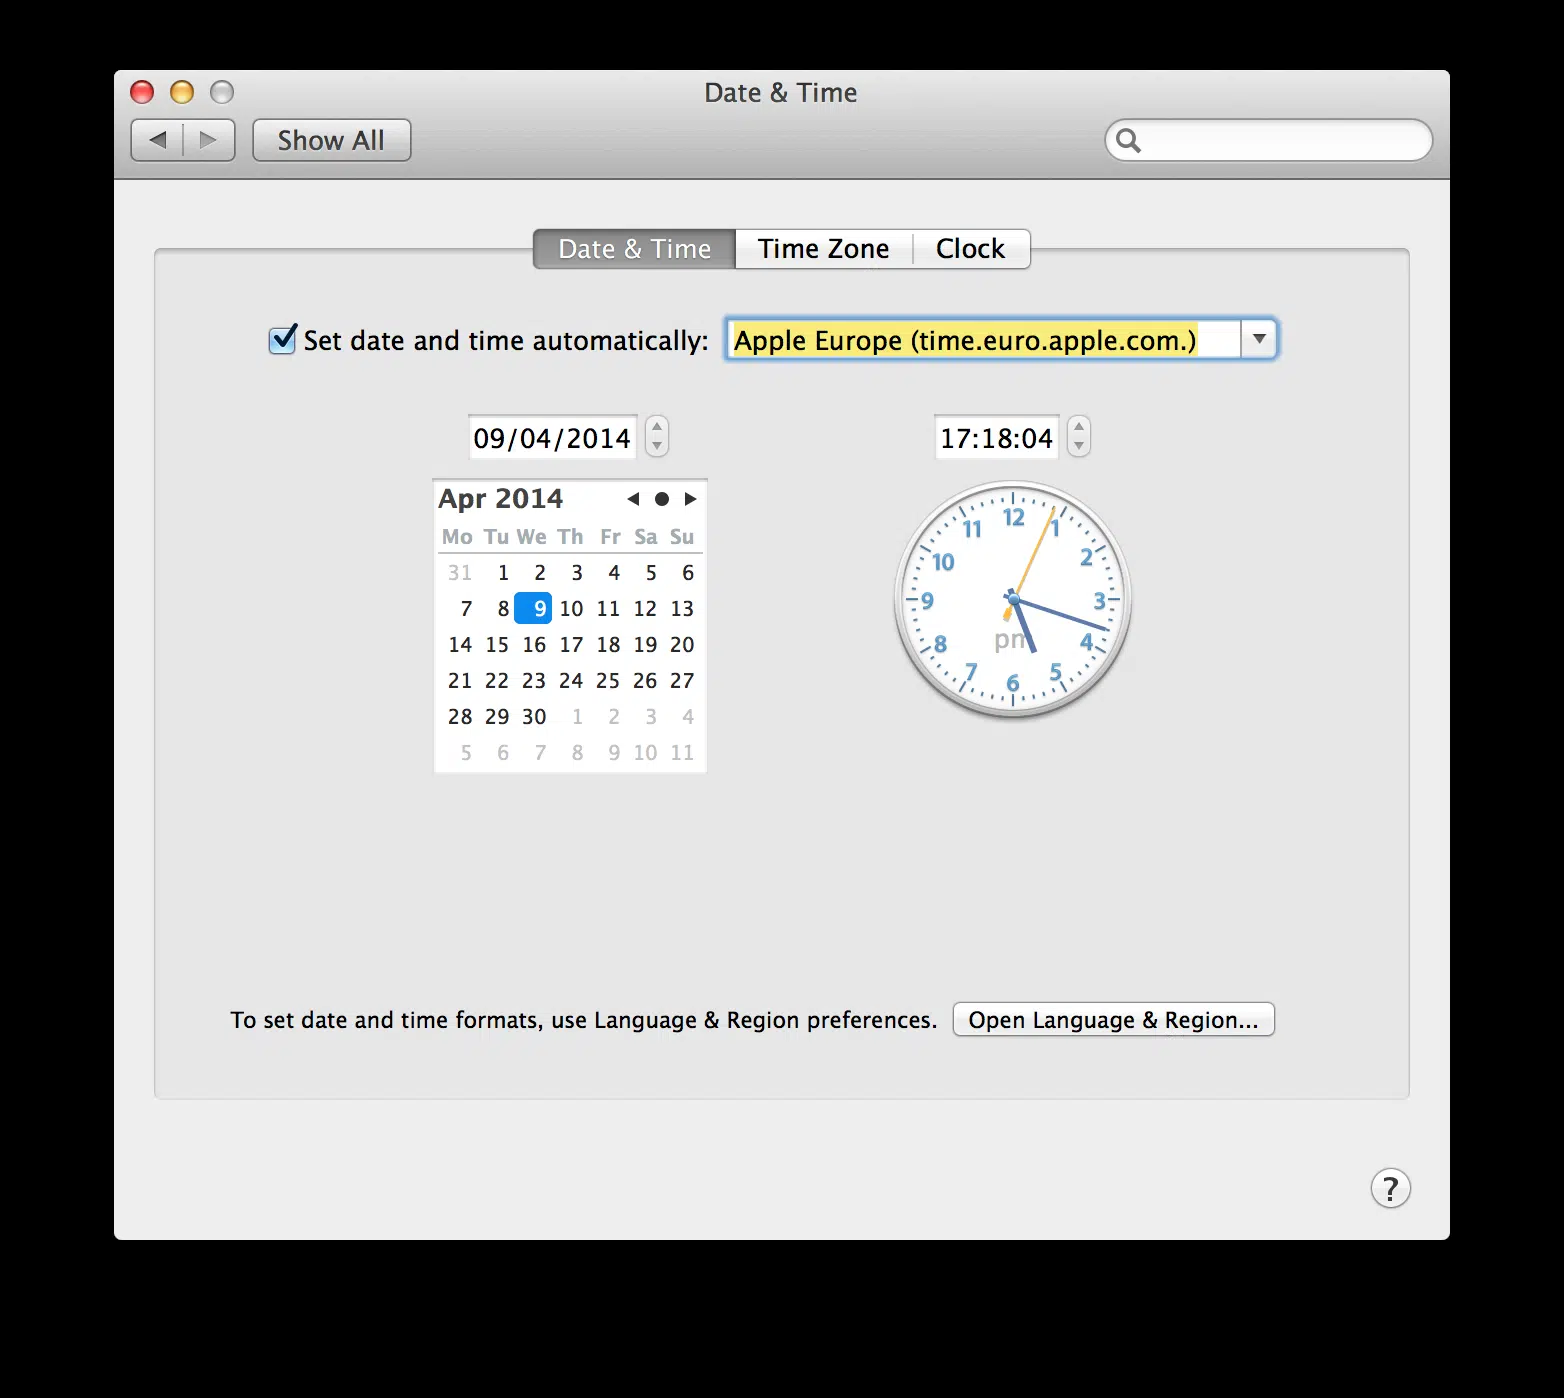 Date & Time
Show All
Date & Time Time Zone Clock
Set date and time automatically: Apple Europe (time.euro.apple.com.)
09/04/2014 17:18:04
Apr 2014
Mo Tu We Th Fr Sa Su
31 1 2 3 4 5 6
7 8 9 10 11 12 13
14 15 16 17 18 19 20
21 22 23 24 25 26 27
28 29 30 1 2 3 4
5 6 7 8 9 10 11
12 1 2 3 4 5 6 7 8 9 10 11
pm
To set date and time formats, use Language & Region preferences. Open Language & Region...
?